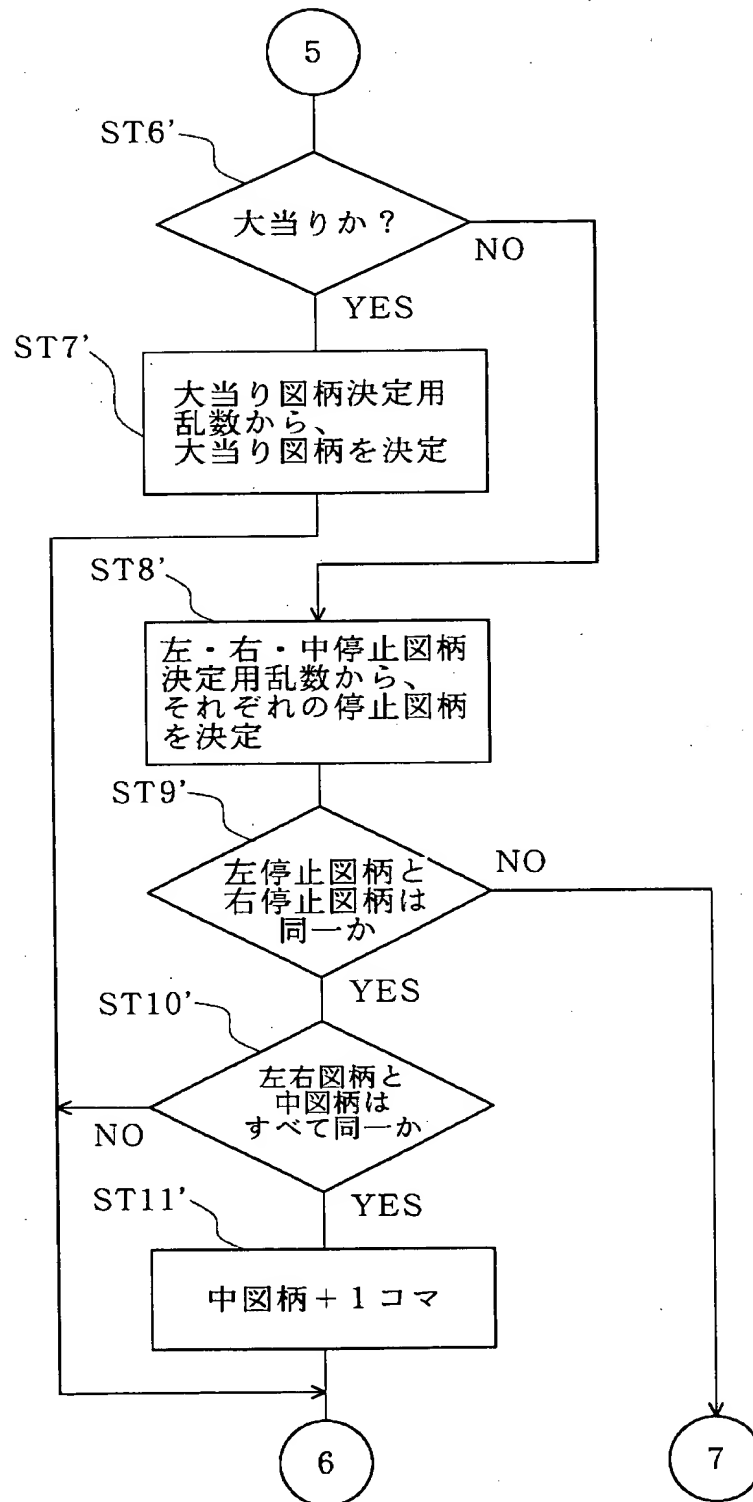 5
ST6'
大当りか？
NO
YES
ST7'
大当り図柄決定用
乱数から、
大当り図柄を決定
ST8'
左・右・中停止図柄
決定用乱数から、
それぞれの停止図柄
を決定
ST9'
左停止図柄と
右停止図柄は
同一か
NO
YES
ST10'
左右図柄と
中図柄は
すべて同一か
NO
YES
ST11'
中図柄＋1コマ
6
7